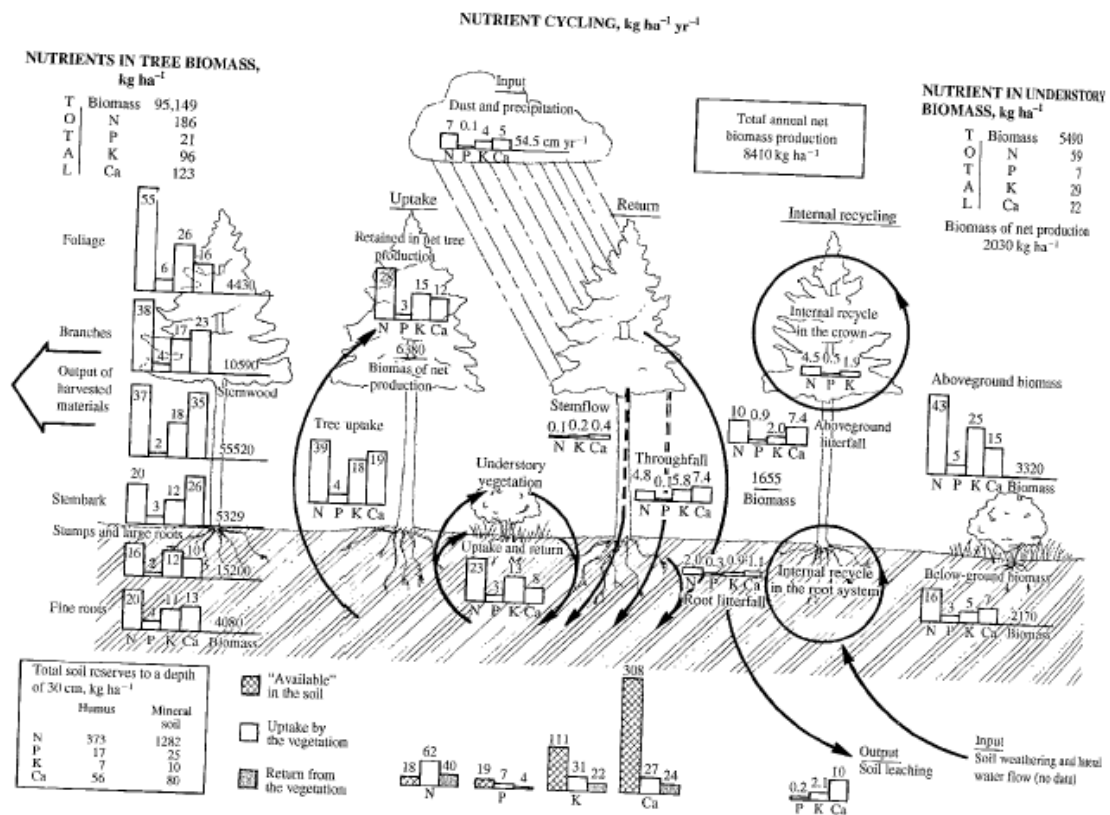 NUTRIENT CYCLING, kg ha⁻¹ yr⁻¹
NUTRIENTS IN TREE BIOMASS,
kg ha⁻¹
TOTAL
Biomass 95,149
N 186
P 21
K 96
Ca 123
Input
Dust and precipitation
7 0.1 4 5
54.5 cm yr⁻¹
N P K Ca
Total annual net
biomass production
8410 kg ha⁻¹
NUTRIENT IN UNDERSTORY
BIOMASS, kg ha⁻¹
TOTAL
Biomass 5490
N 59
P 7
K 29
Ca 22
Biomass of net production
2030 kg ha⁻¹
Foliage
55 6 26 16
4430
Branches
38 4 17 23
10590
Output of
harvested
materials
Stemwood
37 2 18 35
55520
Stembark
20 3 12 26
5329
Stumps and large roots
16 2 12 10
15200
Fine roots
20 4 11 13
4080
N P K Ca Biomass
Uptake
Retained in net tree
production
28 3 15 12
N P K Ca
6380
Biomas of net
production
Tree uptake
39 4 18 19
N P K Ca
Understory
vegetation
Uptake and return
23 3 13 8
N P K Ca
Return
Stemflow
0.1 0.2 0.4
N K Ca
Throughfall
4.8 0.1 5.8 7.4
N P K Ca
Internal recycling
Internal recycle
in the crown
4.5 0.5 1.9
N P K
10 0.9 2.0 7.4
N P K Ca
Aboveground
litterfall
1655
Biomass
2.0 0.3 0.9 1.1
N P K Ca
Root litterfall
Internal recycle
in the root system
Aboveground biomass
43 5 25 15
3320
N P K Ca Biomass
Below-ground biomass
16 3 5 7
2170
N P K Ca Biomass
Total soil reserves to a depth
of 30 cm, kg ha⁻¹
Humus Mineral
soil
N 373 1282
P 17 25
K 7 10
Ca 56 80
"Available"
in the soil
Uptake by
the vegetation
Return from
the vegetation
18 62 40
N
19 7 4
P
111 31 22
K
308 27 24
Ca
Output
Soil leaching
0.2 2.1 10
P K Ca
Input
Soil weathering and lateral
water flow (no data)